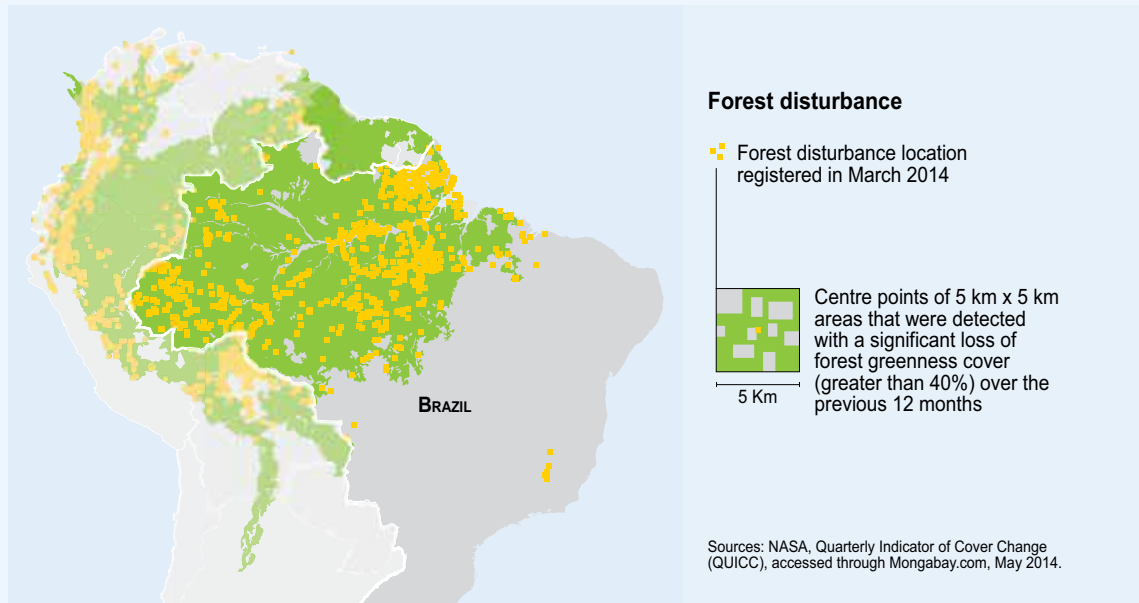 BRAZIL
Forest disturbance
Forest disturbance location
registered in March 2014
Centre points of 5 km x 5 km
areas that were detected
with a significant loss of
forest greenness cover
(greater than 40%) over the
previous 12 months
5 Km
Sources: NASA, Quarterly Indicator of Cover Change
(QUICC), accessed through Mongabay.com, May 2014.